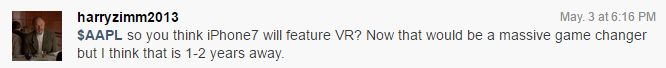 harryzimm2013 May. 3 at 6:16 PM
$AAPL so you think iPhone7 will feature VR? Now that would be a massive game changer
but I think that is 1-2 years away.